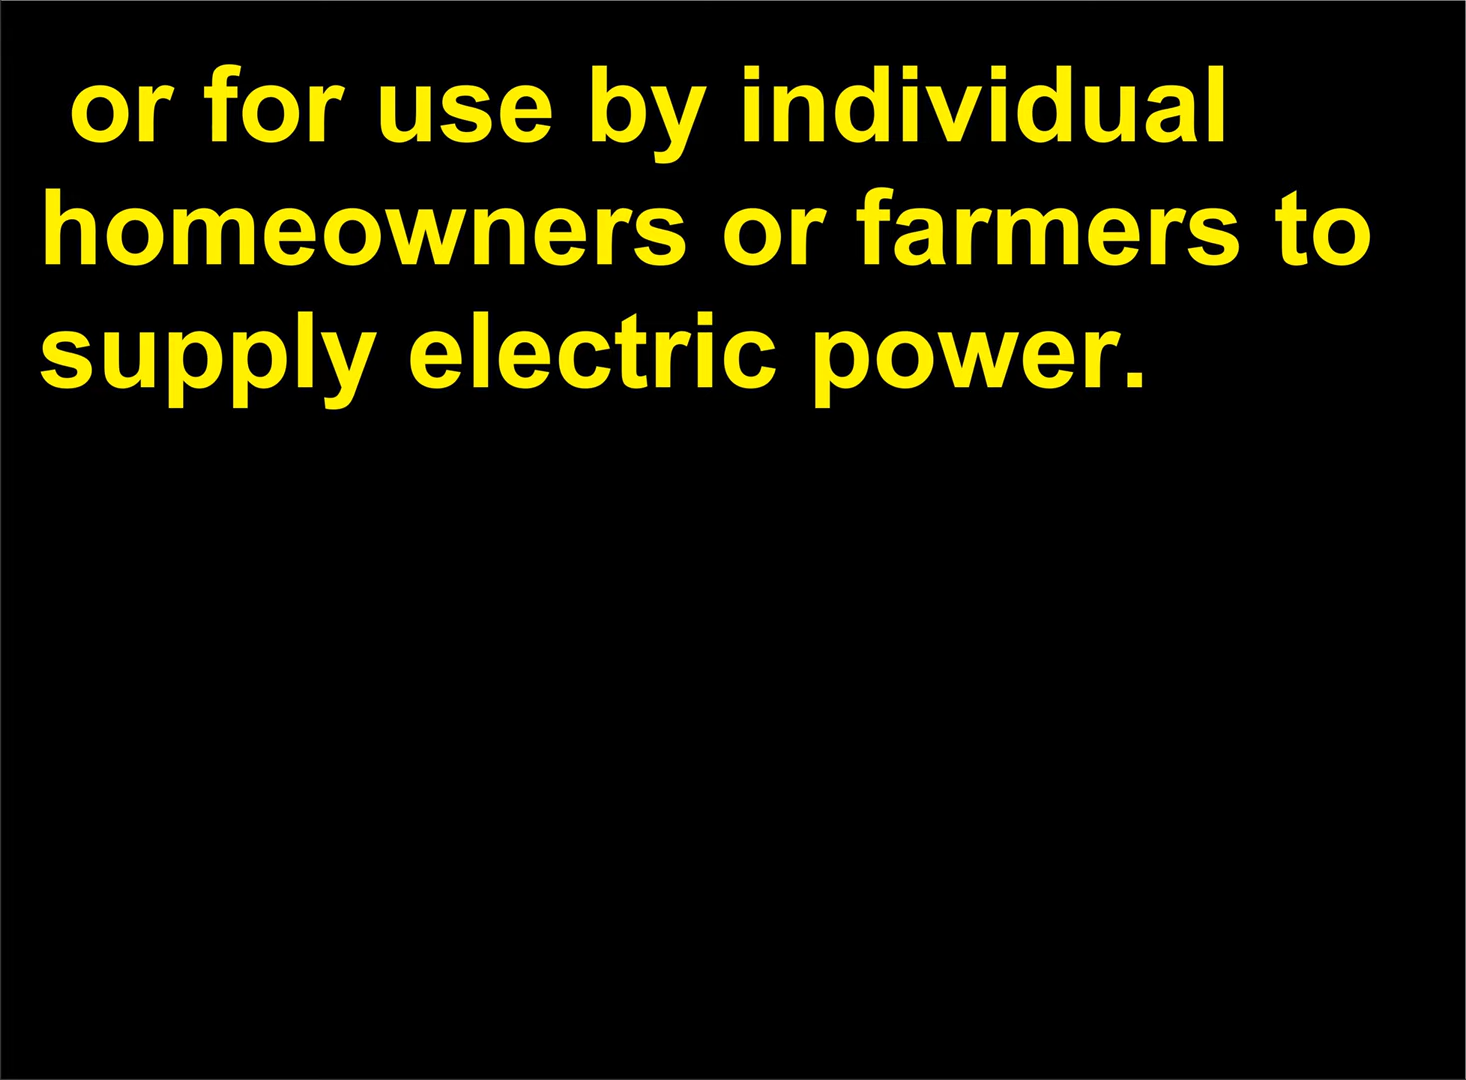 or for use by individual
homeowners or farmers to
supply electric power.